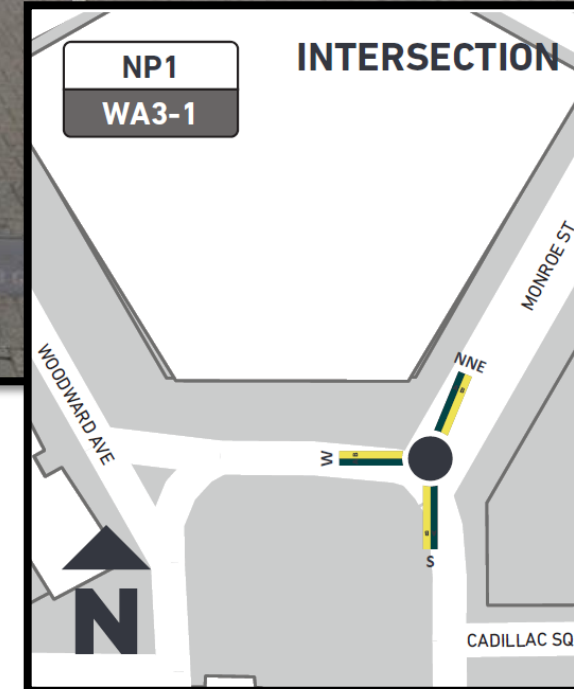 NP1
INTERSECTION
WA3-1
MONROE ST
WOODWARD AVE
NNE
W
S
N
CADILLAC SQ